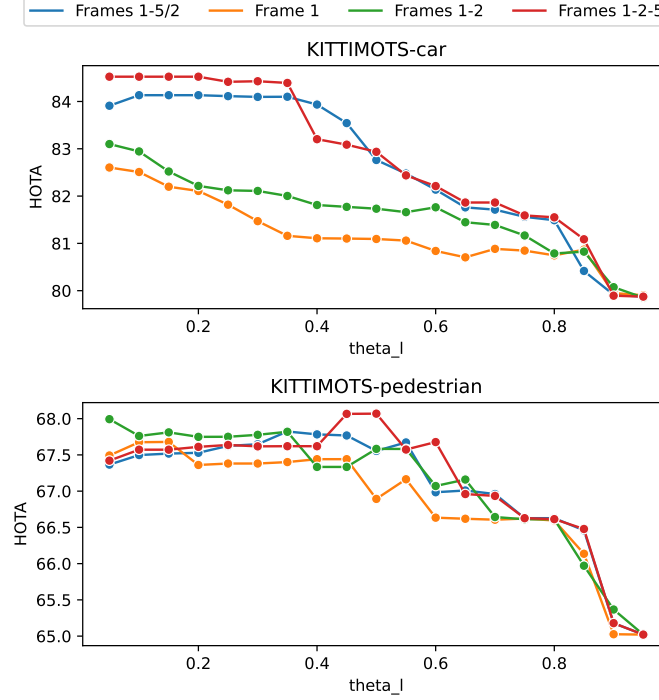 Frames 1-5/2 Frame 1 Frames 1-2 Frames 1-2-5
KITTIMOTS-car
84
83
82
81
80
HOTA
0.2 0.4 0.6 0.8
theta_l
KITTIMOTS-pedestrian
68.0
67.5
67.0
66.5
66.0
65.5
65.0
HOTA
0.2 0.4 0.6 0.8
theta_l